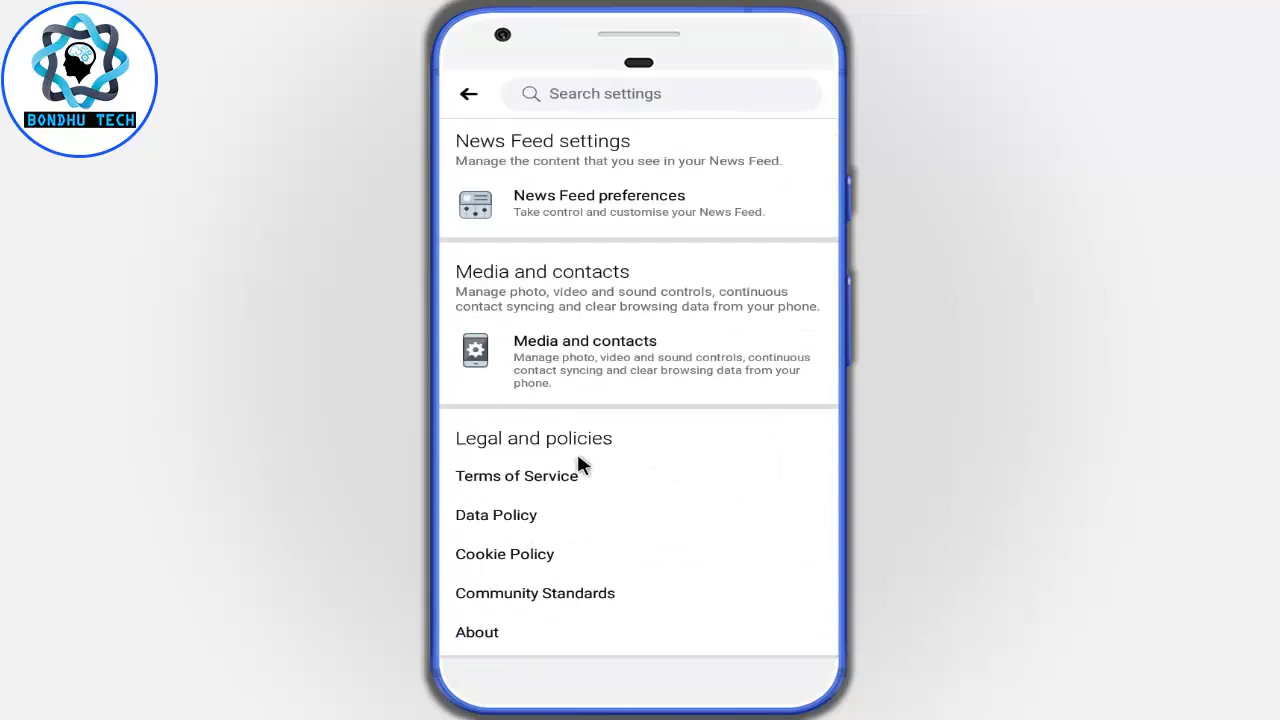 BONDHU TECH
Search settings
News Feed settings
Manage the content that you see in your News Feed.
News Feed preferences
Take control and customise your News Feed.
Media and contacts
Manage photo, video and sound controls, continuous
contact syncing and clear browsing data from your phone.
Media and contacts
Manage photo, video and sound controls, continuous
contact syncing and clear browsing data from your
phone.
Legal and policies
Terms of Service
Data Policy
Cookie Policy
Community Standards
About